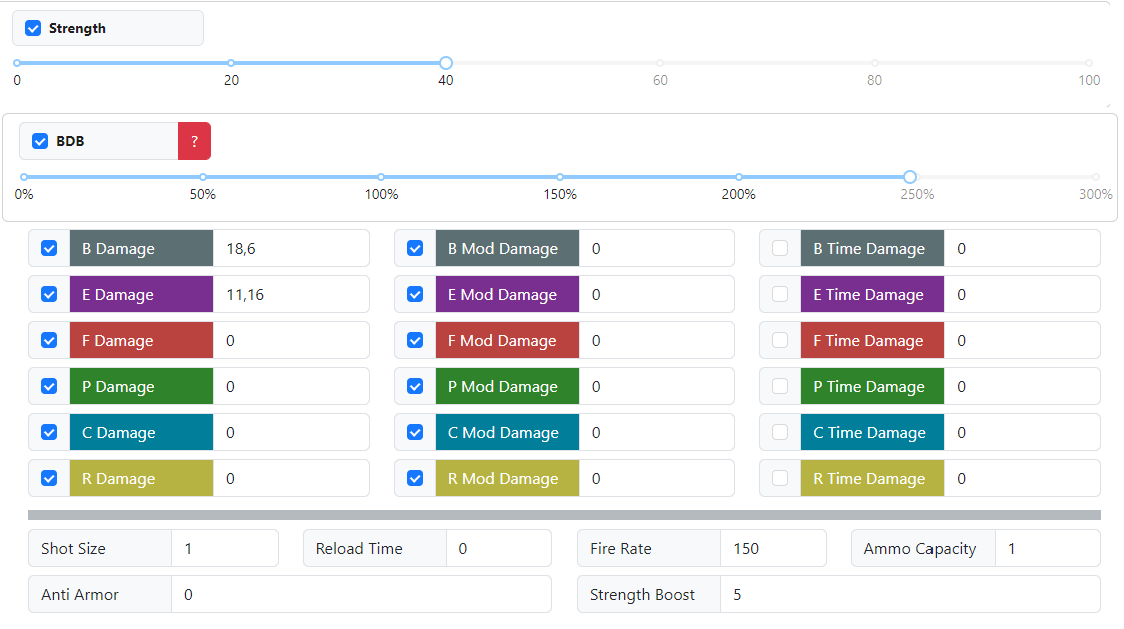 Strength
0 20 40 60 80 100
BDB ?
0% 50% 100% 150% 200% 250% 300%
B Damage 18,6 B Mod Damage 0 B Time Damage 0
E Damage 11,16 E Mod Damage 0 E Time Damage 0
F Damage 0 F Mod Damage 0 F Time Damage 0
P Damage 0 P Mod Damage 0 P Time Damage 0
C Damage 0 C Mod Damage 0 C Time Damage 0
R Damage 0 R Mod Damage 0 R Time Damage 0
Shot Size 1 Reload Time 0 Fire Rate 150 Ammo Capacity 1
Anti Armor 0 Strength Boost 5